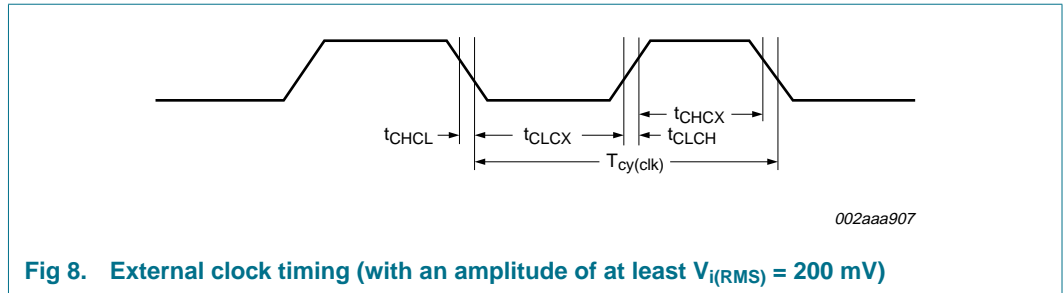 tCHCX
tCHCL tCLCX tCLCH
Tcy(clk)
002aaa907
Fig 8. External clock timing (with an amplitude of at least Vi(RMS) = 200 mV)